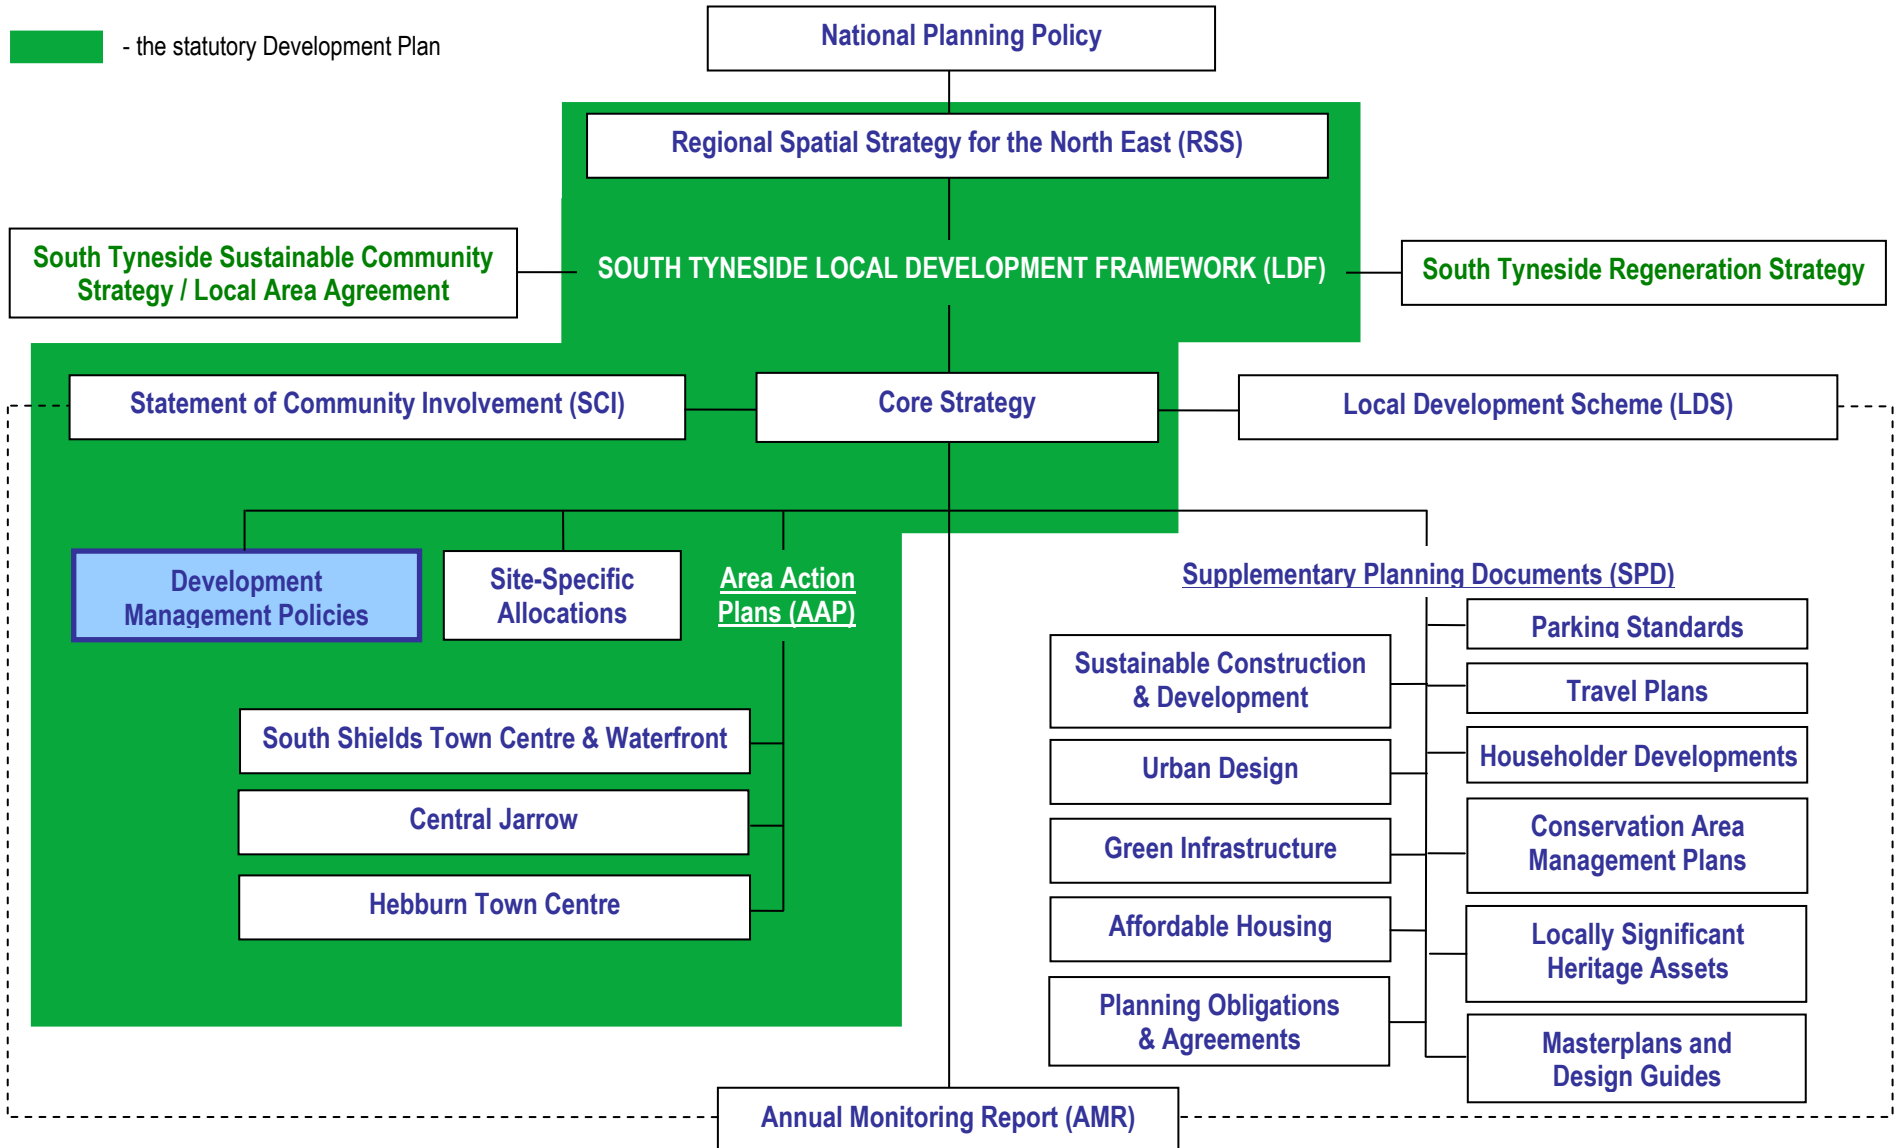 - the statutory Development Plan
National Planning Policy
Regional Spatial Strategy for the North East (RSS)
South Tyneside Sustainable Community
Strategy / Local Area Agreement
SOUTH TYNESIDE LOCAL DEVELOPMENT FRAMEWORK (LDF)
South Tyneside Regeneration Strategy
Statement of Community Involvement (SCI)
Core Strategy
Local Development Scheme (LDS)
Development
Management Policies
Site-Specific
Allocations
Area Action
Plans (AAP)
South Shields Town Centre & Waterfront
Central Jarrow
Hebburn Town Centre
Supplementary Planning Documents (SPD)
Sustainable Construction
& Development
Urban Design
Green Infrastructure
Affordable Housing
Planning Obligations
& Agreements
Parking Standards
Travel Plans
Householder Developments
Conservation Area
Management Plans
Locally Significant
Heritage Assets
Masterplans and
Design Guides
Annual Monitoring Report (AMR)